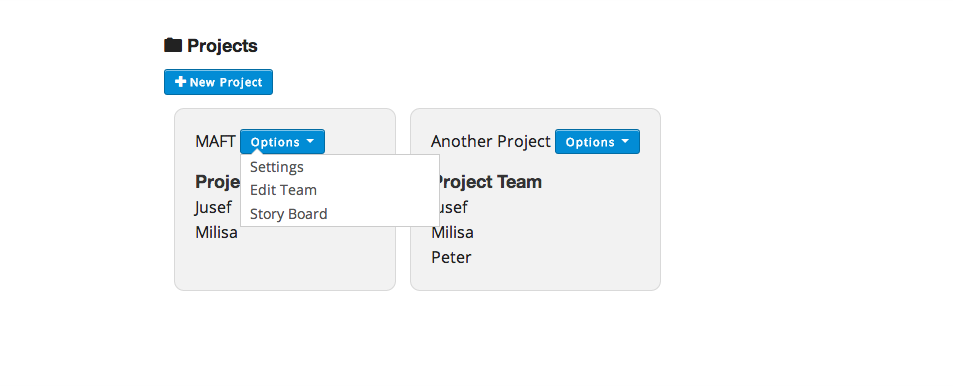 Projects
New Project
MAFT Options
Settings
Edit Team
Story Board
Proje
Jusef
Milisa
Another Project Options
Project Team
usef
Milisa
Peter